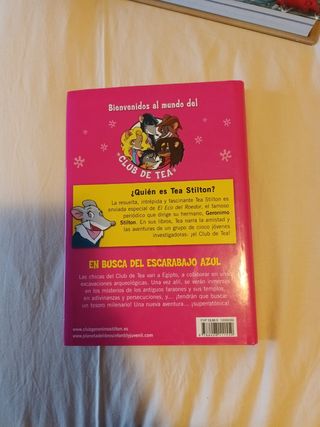 Bienvenidos al mundo del
CLUB DE TEA
¿Quién es Tea Stilton?
La resuelta, intrépida y fascinante Tea Stilton es
enviada especial de El Eco del Roedor, el famoso
periódico que dirige su hermano, Geronimo
Stilton. En sus libros, Tea narra la amistad y
las aventuras de un grupo de cinco jóvenes
investigadoras: ¡el Club de Tea!
EN BUSCA DEL ESCARABAJO AZUL
Las chicas del Club de Tea van a Egipto, a colaborar en unas
excavaciones arqueológicas. Una vez allí, se verán inmersas
en los misterios de los antiguos faraones y sus templos,
en adivinanzas y persecuciones, y... ¡tendrán que buscar
un tesoro milenario! Una nueva aventura ¡superratónica!
www.clubgeronimostilton.es
www.planetadelibrosinfantilyjuvenil.com